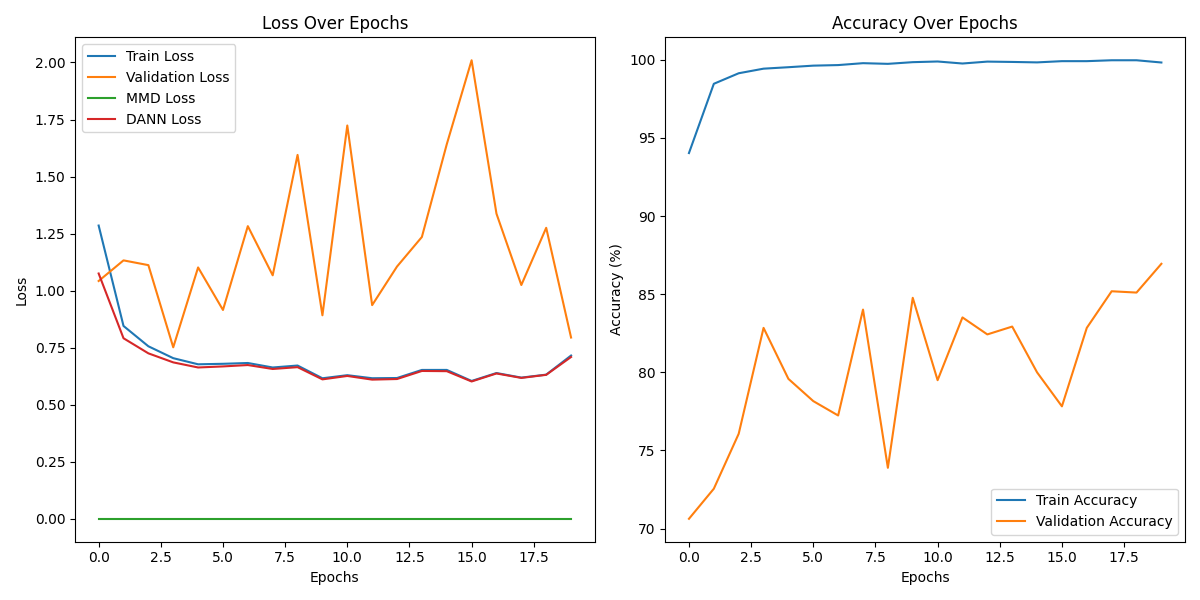 Loss Over Epochs
Train Loss
Validation Loss
MMD Loss
DANN Loss
2.00
1.75
1.50
1.25
1.00
0.75
0.50
0.25
0.00
Loss
0.0 2.5 5.0 7.5 10.0 12.5 15.0 17.5
Epochs
Accuracy Over Epochs
100
95
90
85
80
75
70
Accuracy (%)
Train Accuracy
Validation Accuracy
0.0 2.5 5.0 7.5 10.0 12.5 15.0 17.5
Epochs